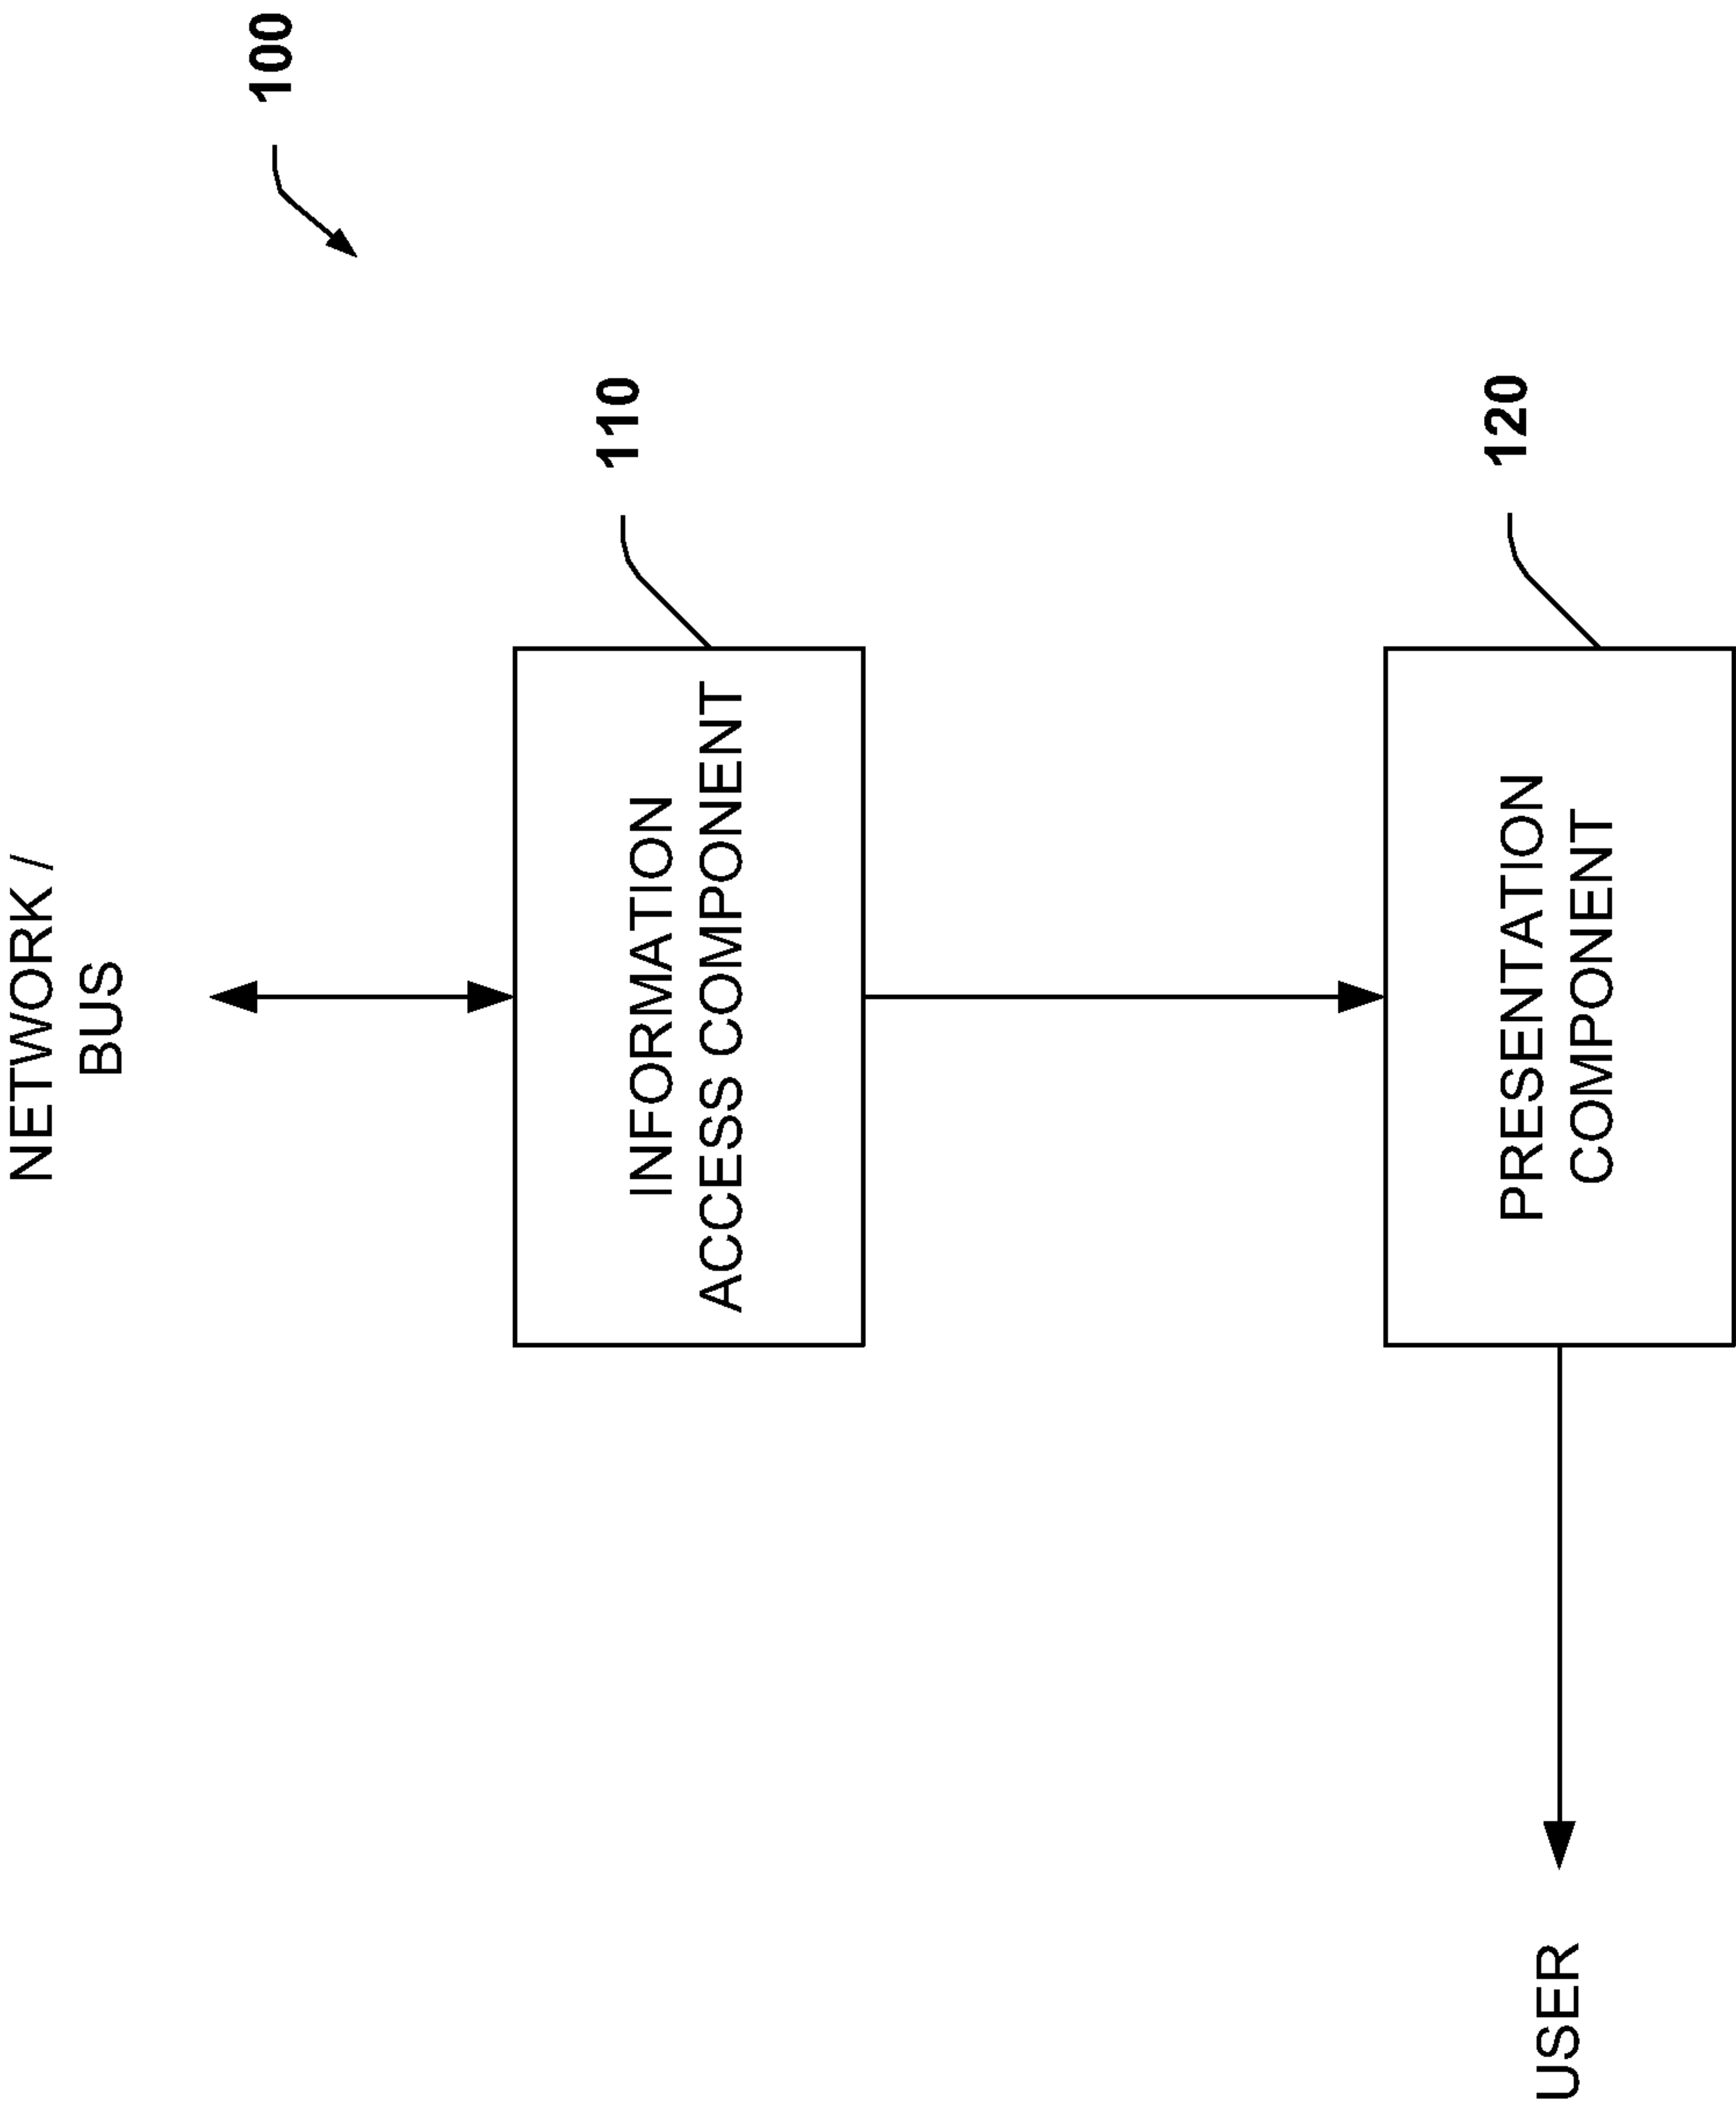 NETWORK /
BUS
100
INFORMATION
ACCESS COMPONENT
110
PRESENTATION
COMPONENT
120
USER